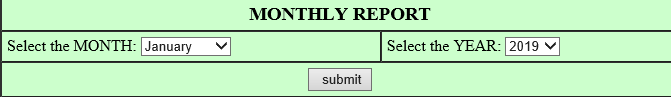 MONTHLY REPORT
Select the MONTH: January
Select the YEAR: 2019
submit